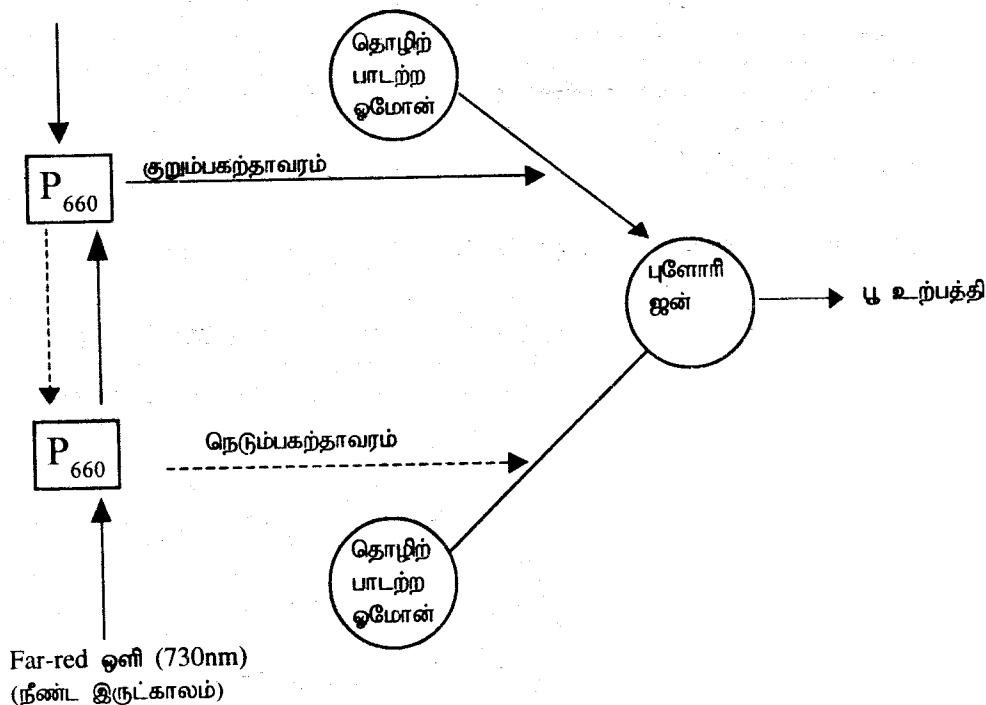 தொழிற்
பாடற்ற
ஓமோன்
குறும்பகற்தாவரம்
P660
புளோரி
ஜன்
பூ உற்பத்தி
நெடும்பகற்தாவரம்
P660
தொழிற்
பாடற்ற
ஓமோன்
Far-red ஒளி (730nm)
(நீண்ட இருட்காலம்)